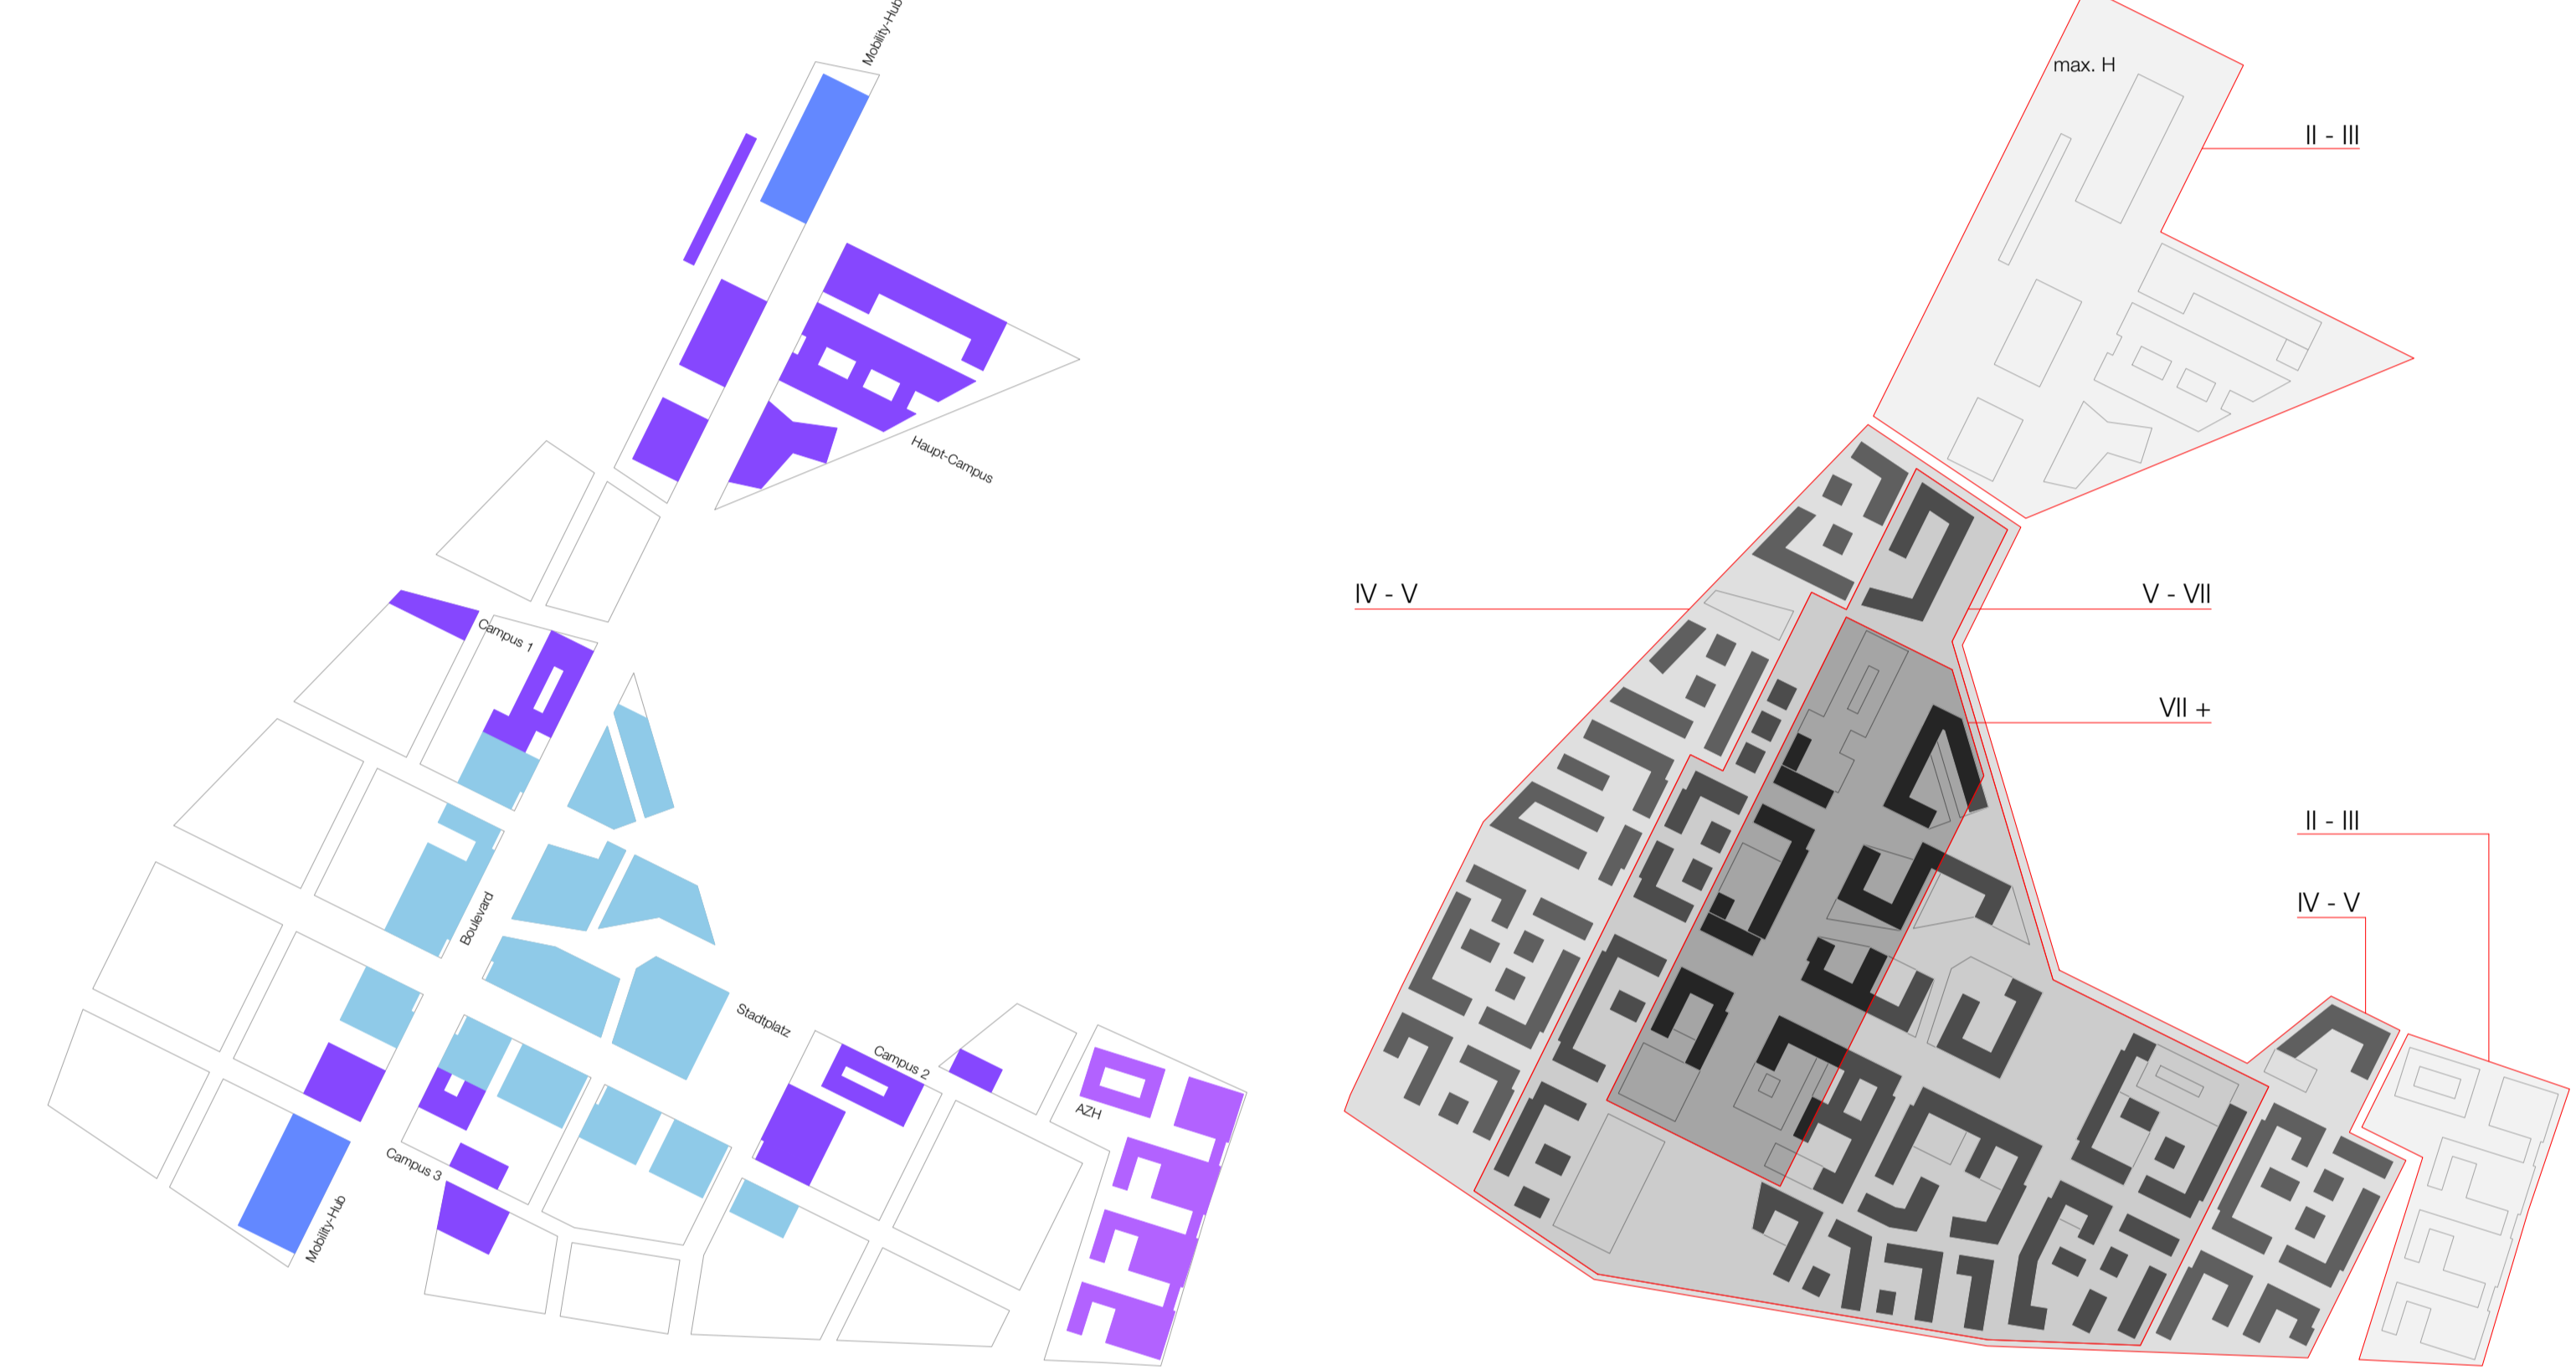 Mobility-Hub
Haupt-Campus
Campus 1
Boulevard
Stadtplatz
Campus 2
AZH
Campus 3
Mobility-Hub
max. H
II - III
IV - V
V - VII
VII +
II - III
IV - V